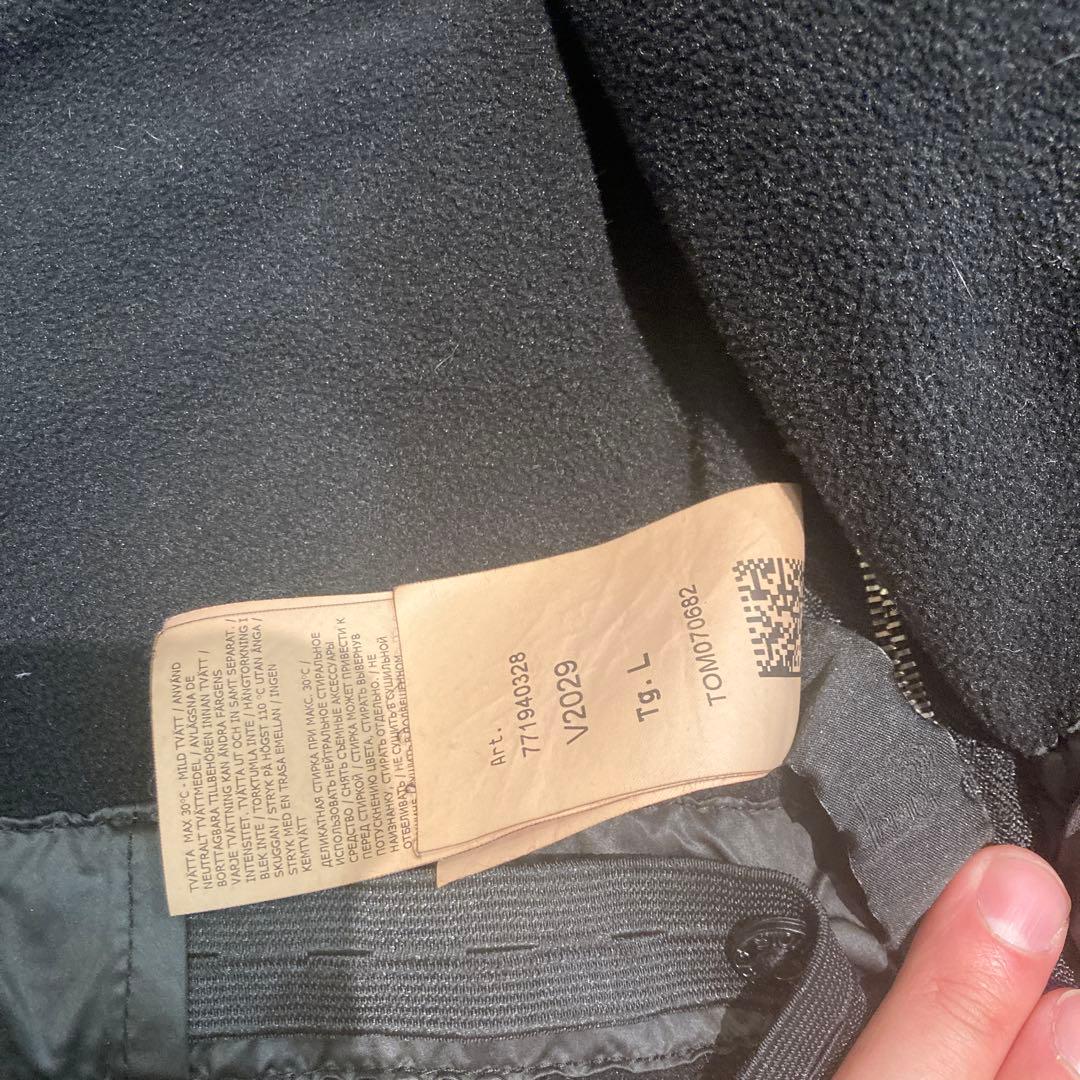 TVÄTTA MAX 30°C - MILD TVÄTT / ANVÄND
NEUTRALT TVÄTTMEDEL / AVLÄGSNA DE
BORTTAGBARA TILLBEHÖREN INNAN TVÄTT /
VARJE TVÄTTNING KAN ÄNDRA FÄRGENS
INTENSITET. TVÄTTA UT OCH IN SAMT SEPARAT. /
BLEK INTE / TORKTUMLA INTE / HÄNGTORKNING I
SKUGGAN / STRYK PÅ HÖGST 110 °C UTAN ÅNGA /
STRYK MED EN TRASA EMELLAN / INGEN
KEMTVÄTT
ДЕЛИКАТНАЯ СТИРКА ПРИ МАКС. 30°C /
ИСПОЛЬЗОВАТЬ НЕЙТРАЛЬНОЕ СТИРАЛЬНОЕ
СРЕДСТВО / СНЯТЬ СЪЕМНЫЕ АКСЕССУАРЫ
ПЕРЕД СТИРКОЙ / СТИРКА МОЖЕТ ПРИВЕСТИ К
ПОТУСКНЕНИЮ ЦВЕТА, СТИРАТЬ ВЫВЕРНУВ
НАИЗНАНКУ, СТИРАТЬ ОТДЕЛЬНО. / НЕ
ОТБЕЛИВАТЬ / НЕ СУШИТЬ В СУШИЛЬНОЙ
Art.
771940328
V2029
Tg. L
TOM070682